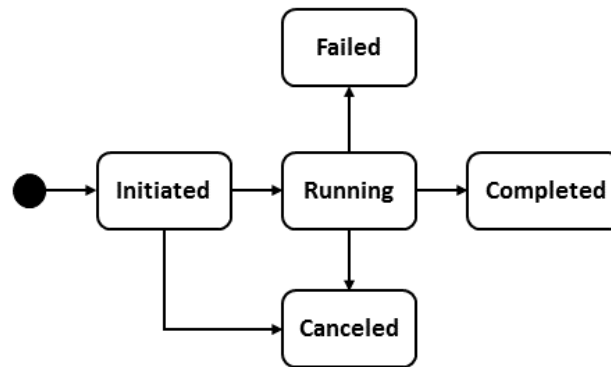 Failed
Initiated
Running
Completed
Canceled